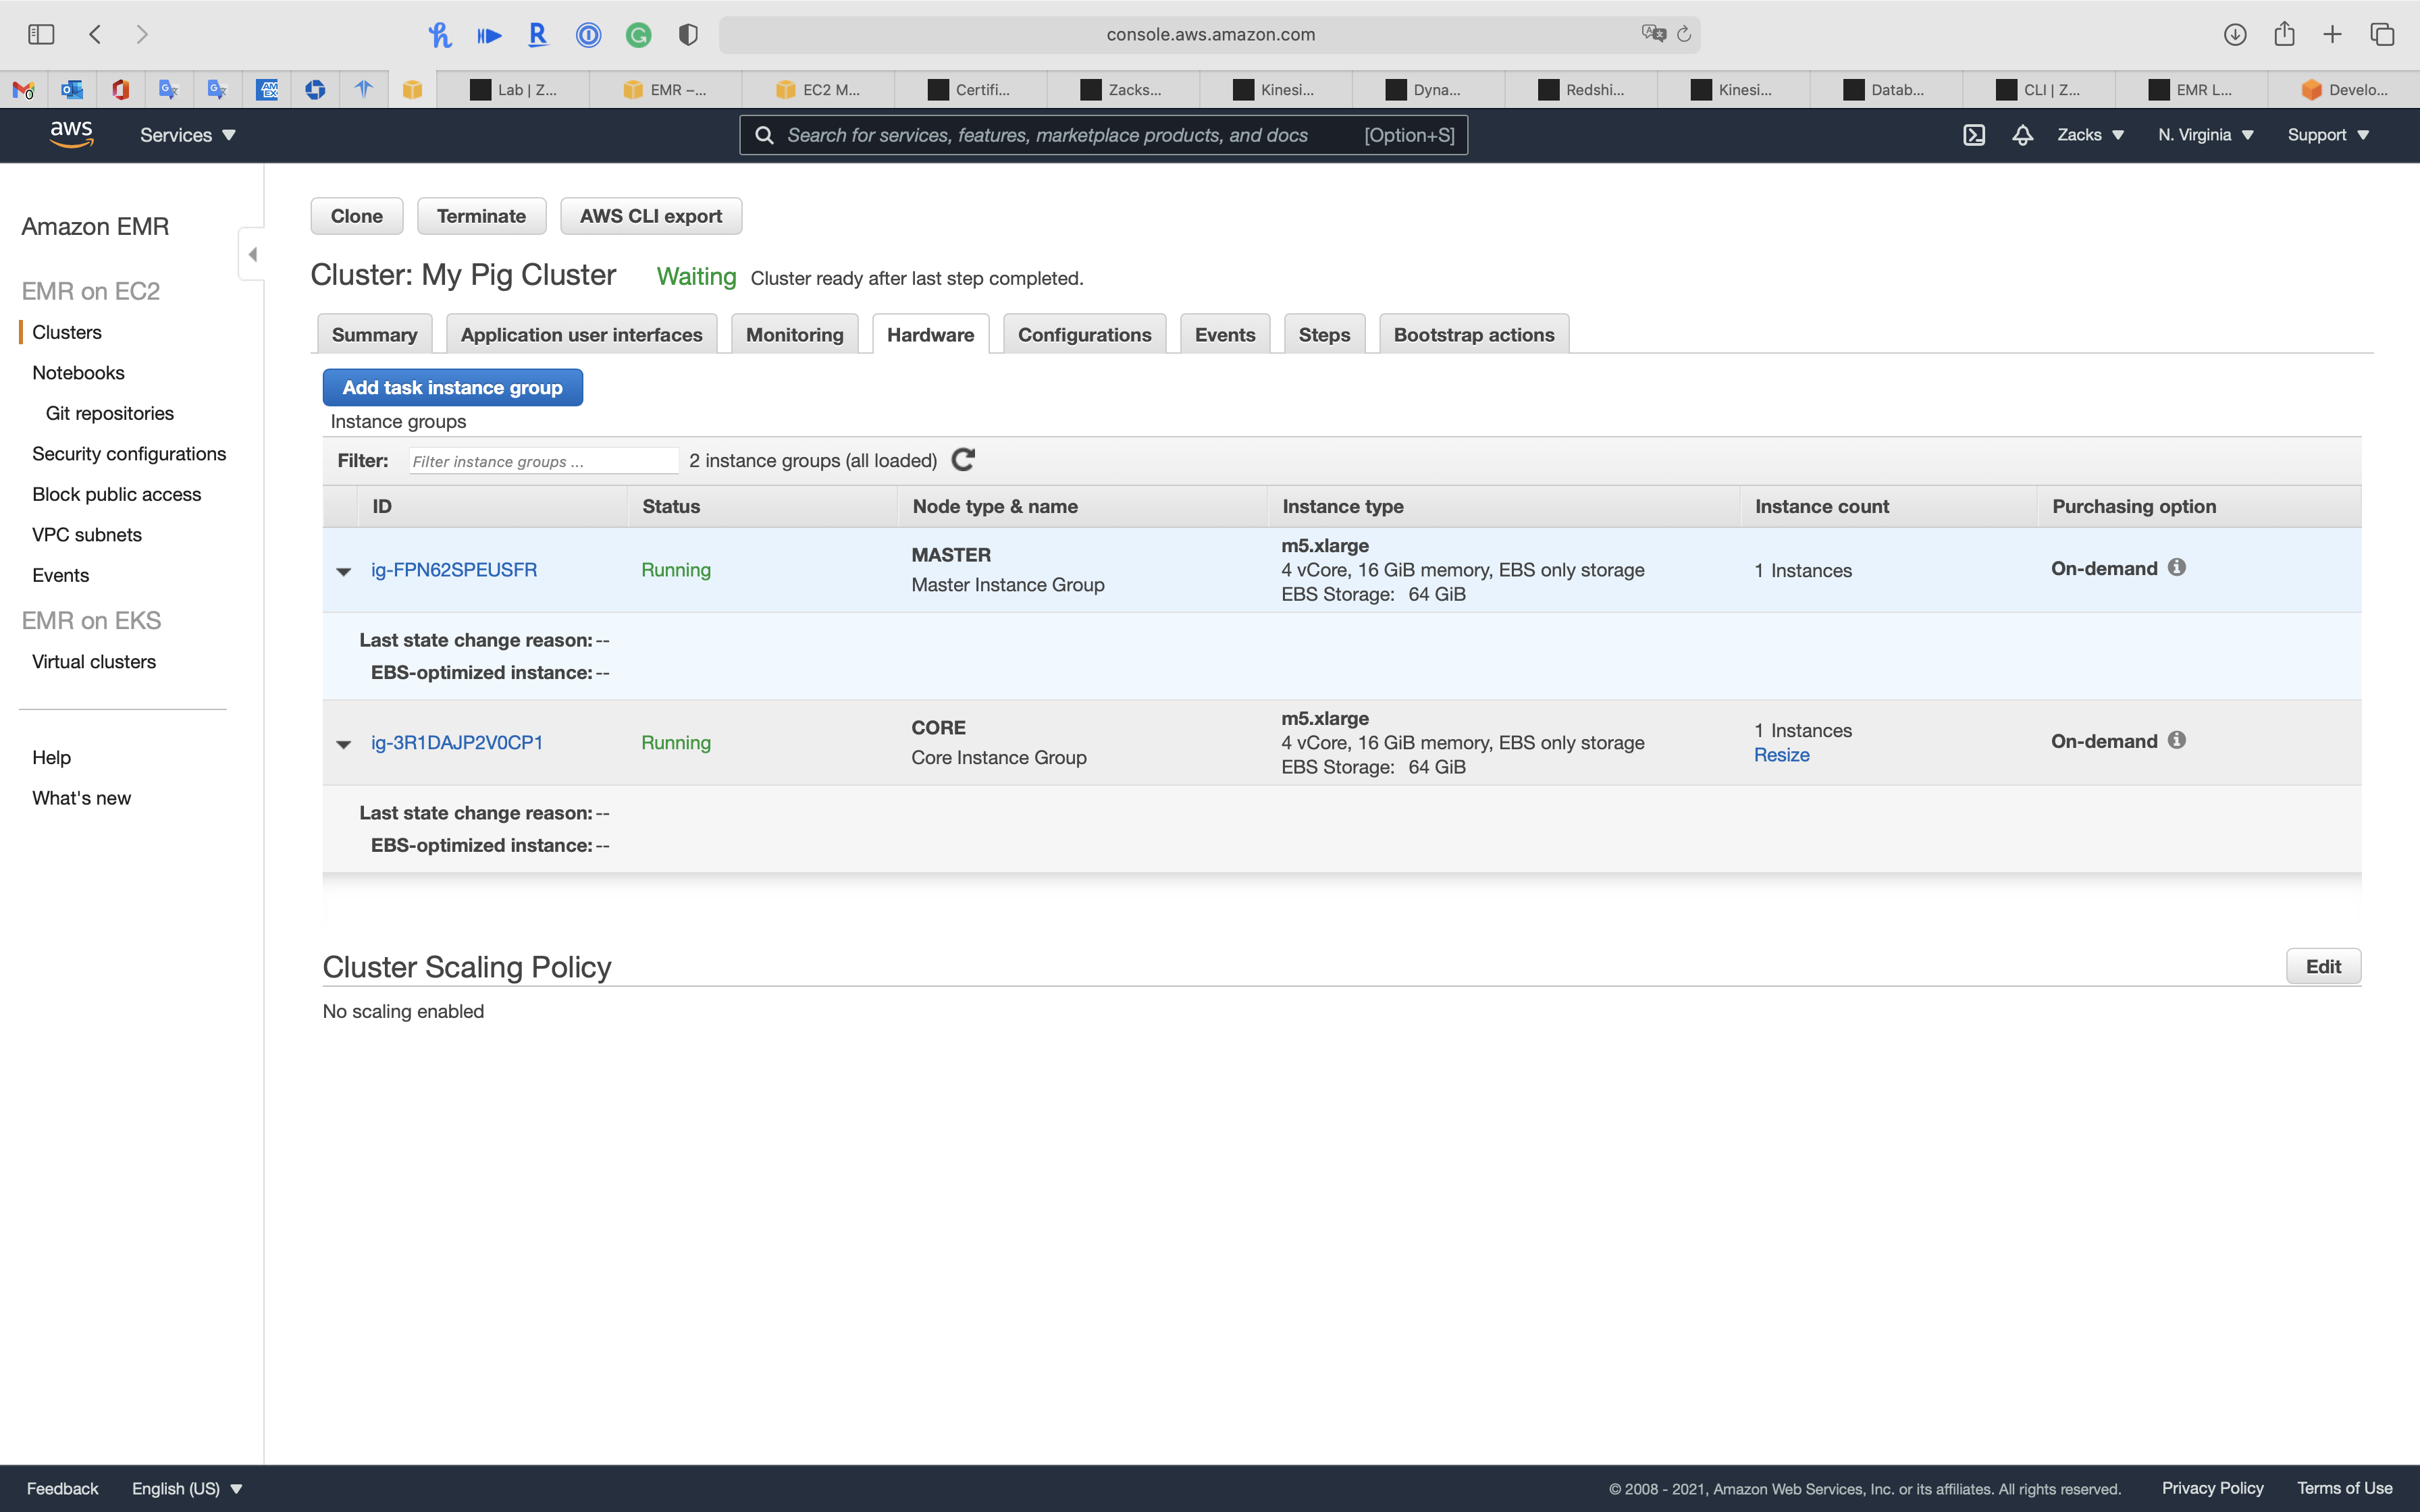 console.aws.amazon.com
Lab | Z...
EMR –...
EC2 M...
Certifi...
Zacks...
Kinesi...
Dyna...
Redshi...
Kinesi...
Datab...
CLI | Z...
EMR L...
Develo...
aws
Services
Search for services, features, marketplace products, and docs [Option+S]
Zacks
N. Virginia
Support
Amazon EMR
EMR on EC2
Clusters
Notebooks
Git repositories
Security configurations
Block public access
VPC subnets
Events
EMR on EKS
Virtual clusters
Help
What's new
Clone Terminate AWS CLI export
Cluster: My Pig Cluster Waiting Cluster ready after last step completed.
Summary Application user interfaces Monitoring Hardware Configurations Events Steps Bootstrap actions
Add task instance group
Instance groups
Filter: Filter instance groups ... 2 instance groups (all loaded)
ID Status Node type & name Instance type Instance count Purchasing option
ig-FPN62SPEUSFR Running
MASTER
Master Instance Group
m5.xlarge
4 vCore, 16 GiB memory, EBS only storage
EBS Storage: 64 GiB
1 Instances
On-demand
Last state change reason: --
EBS-optimized instance: --
ig-3R1DAJP2V0CP1 Running
CORE
Core Instance Group
m5.xlarge
4 vCore, 16 GiB memory, EBS only storage
EBS Storage: 64 GiB
1 Instances
Resize
On-demand
Last state change reason: --
EBS-optimized instance: --
Cluster Scaling Policy
Edit
No scaling enabled
Feedback English (US)
© 2008 - 2021, Amazon Web Services, Inc. or its affiliates. All rights reserved. Privacy Policy Terms of Use